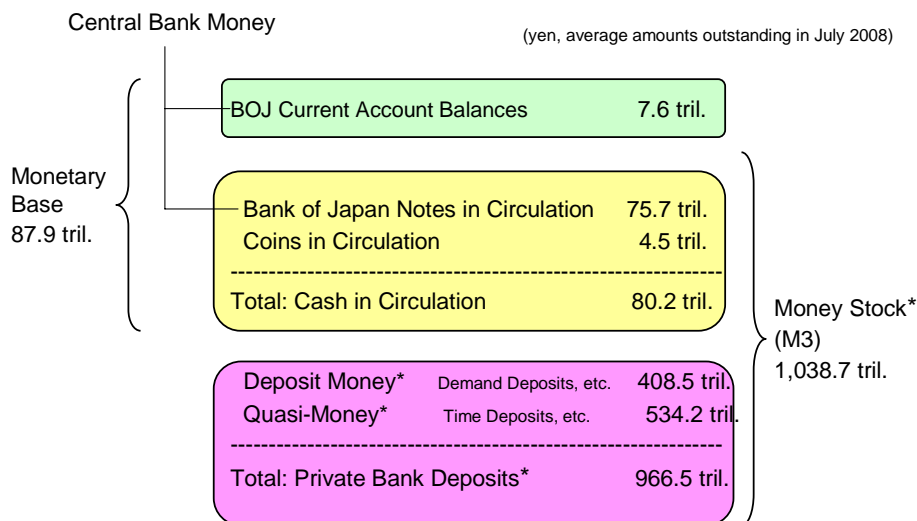 Central Bank Money
(yen, average amounts outstanding in July 2008)
BOJ Current Account Balances 7.6 tril.
Monetary
Base
87.9 tril.
Bank of Japan Notes in Circulation 75.7 tril.
Coins in Circulation 4.5 tril.
Total: Cash in Circulation 80.2 tril.
Money Stock*
(M3)
1,038.7 tril.
Deposit Money* Demand Deposits, etc. 408.5 tril.
Quasi-Money* Time Deposits, etc. 534.2 tril.
Total: Private Bank Deposits* 966.5 tril.